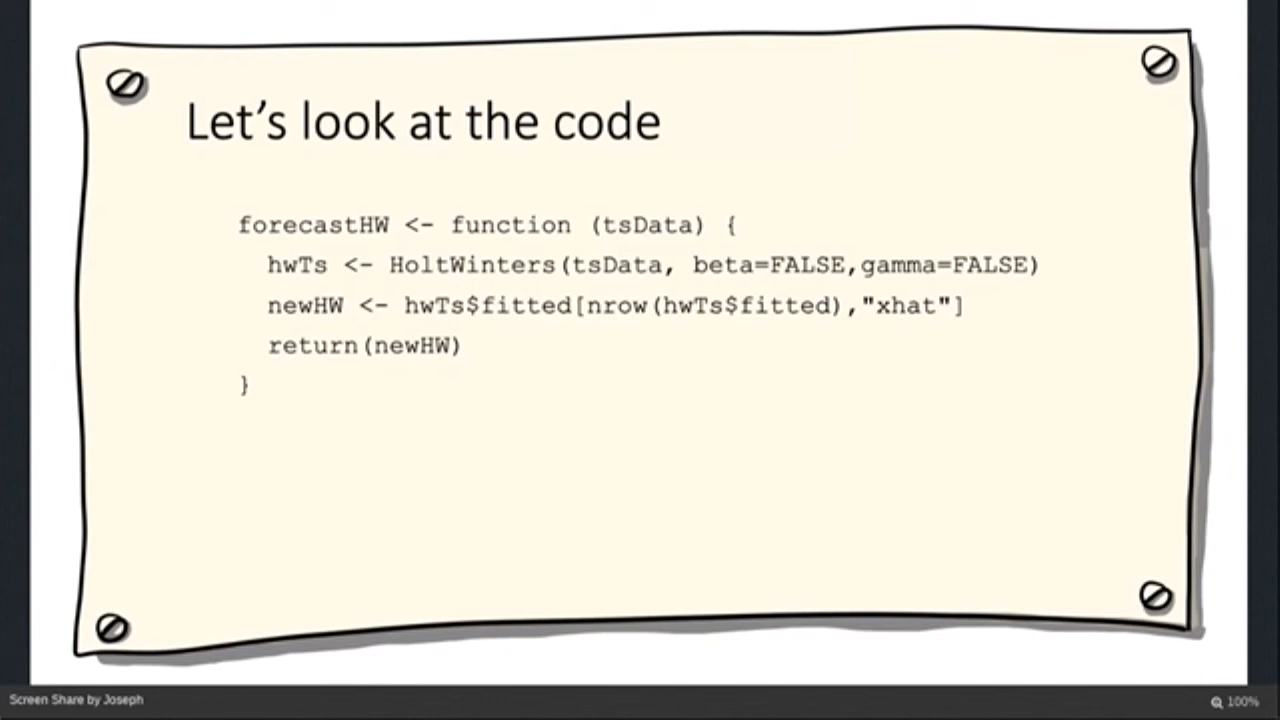 Let's look at the code
forecastHW <- function (tsData) {
hwTs <- HoltWinters(tsData, beta=FALSE,gamma=FALSE)
newHW <- hwTs$fitted[nrow(hwTs$fitted),"xhat"]
return(newHW)
}
Screen Share by Joseph
100%